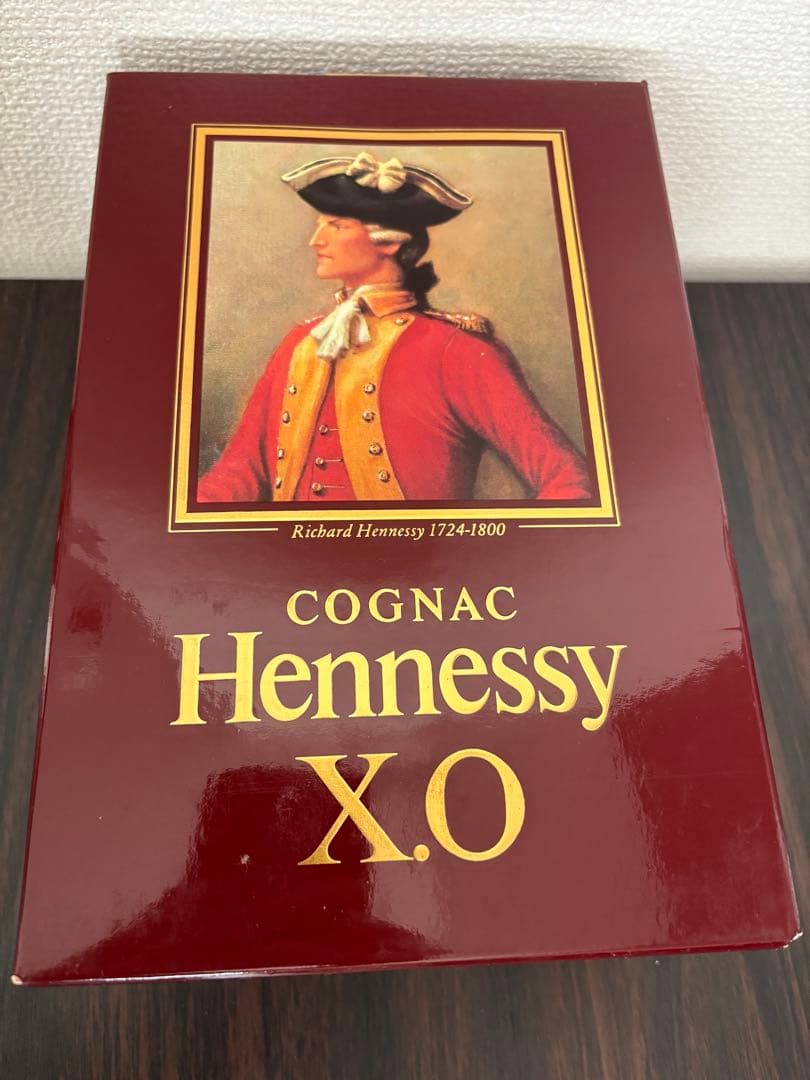 Richard Hennessy 1724-1800
COGNAC
Hennessy
X.O